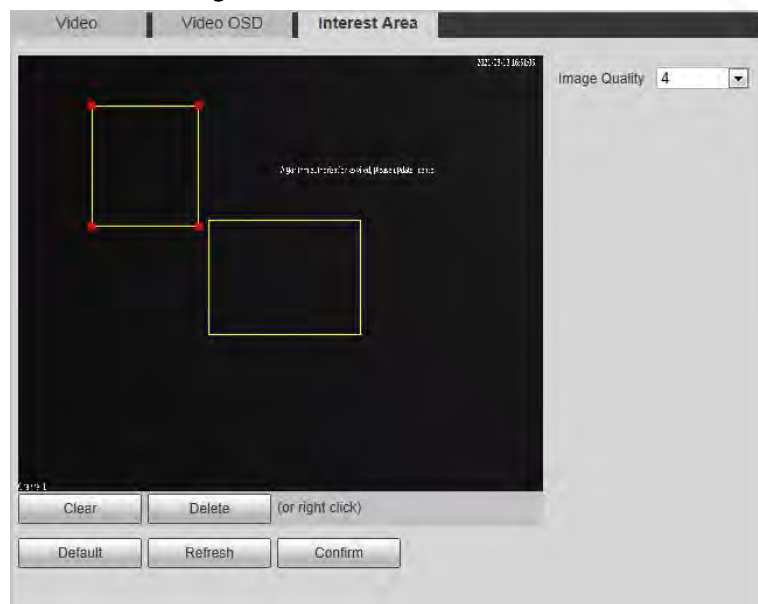 Video Video OSD Interest Area
Image Quality 4
Clear Delete (or right click)
Default Refresh Confirm